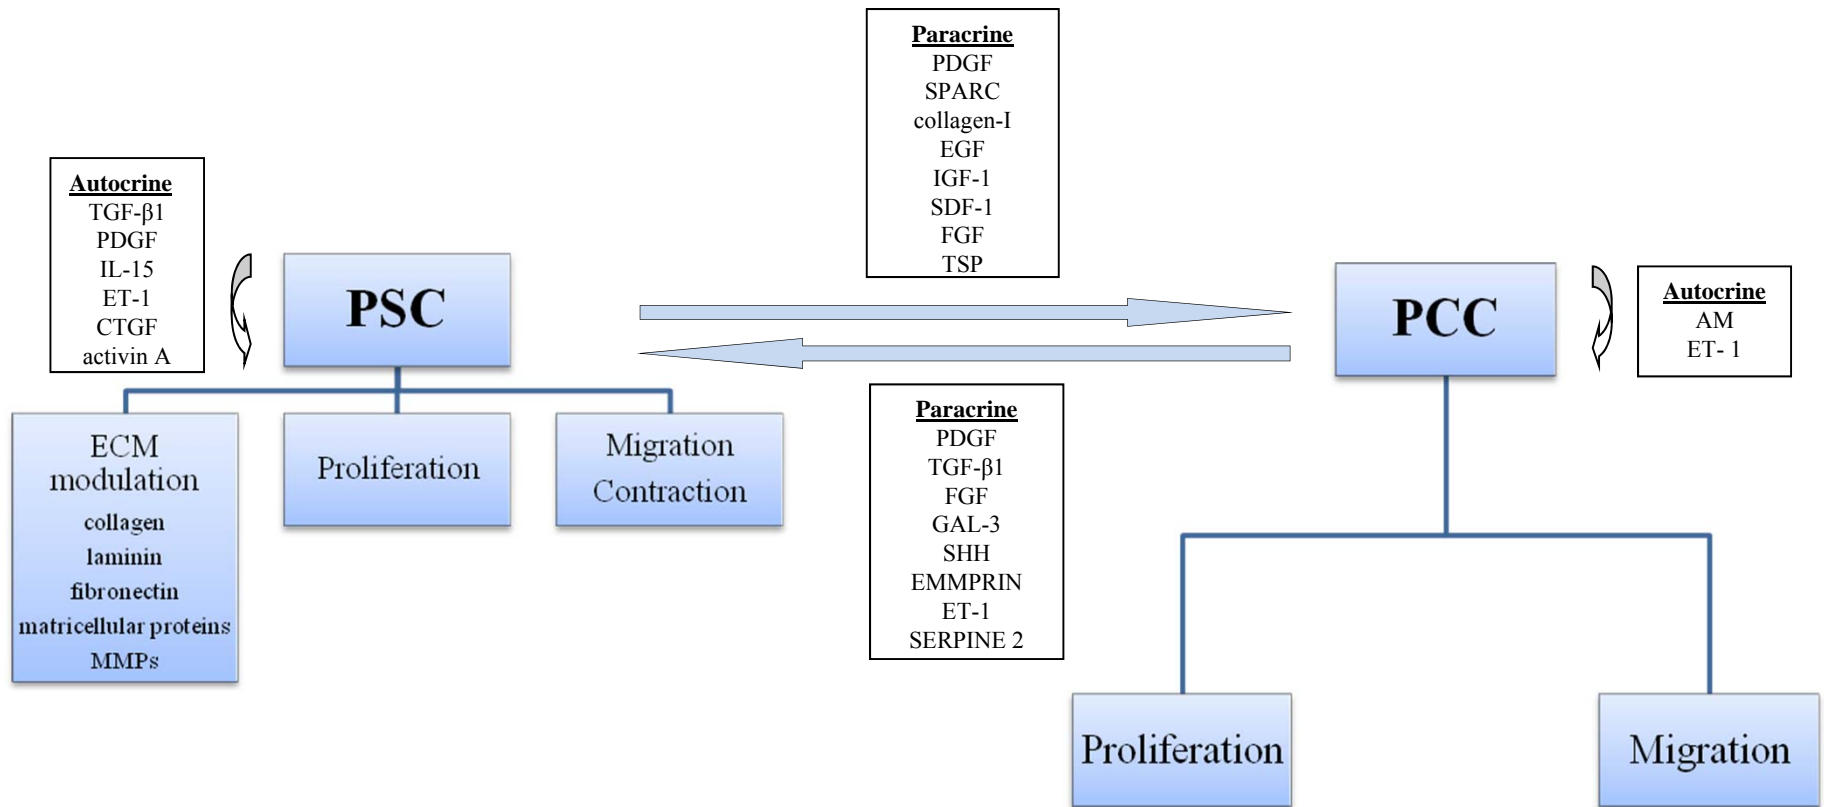 Paracrine
PDGF
SPARC
collagen-I
EGF
IGF-1
SDF-1
FGF
TSP
Autocrine
TGF-β1
PDGF
IL-15
ET-1
CTGF
activin A
PSC
PCC
Autocrine
AM
ET- 1
Paracrine
PDGF
TGF-β1
FGF
GAL-3
SHH
EMMPRIN
ET-1
SERPINE 2
ECM
modulation
collagen
laminin
fibronectin
matricellular proteins
MMPs
Proliferation
Migration
Contraction
Proliferation
Migration